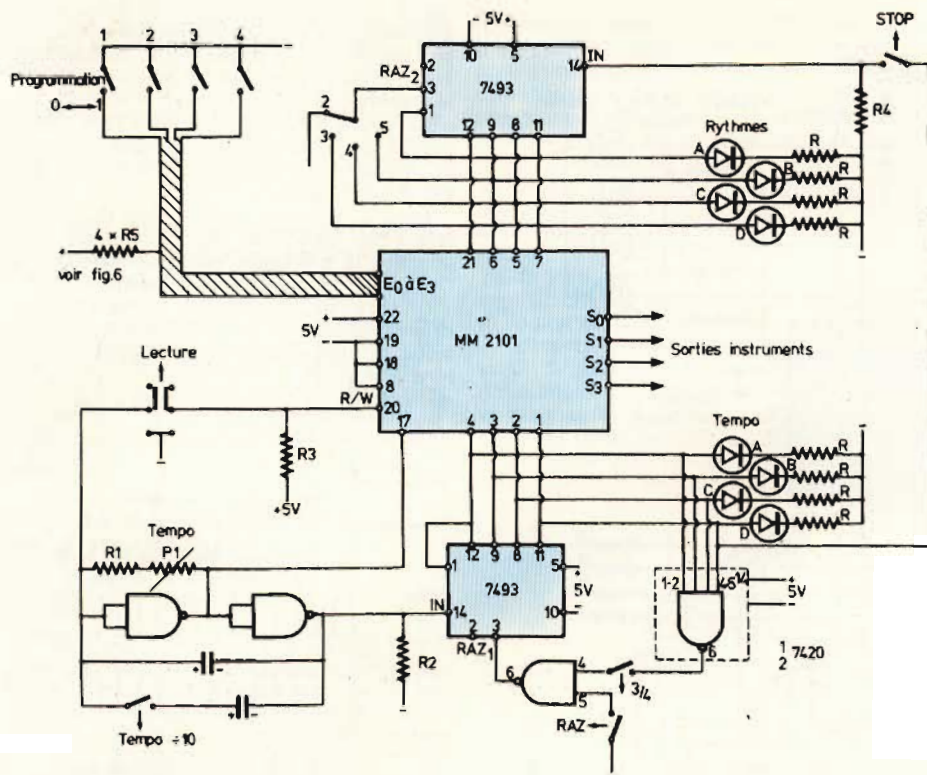 1 2 3 4
Programmation
0 ↔ 1
4 × R5
voir fig.6
- 5V +
10 5
2
RAZ2
3
1
7493
14
IN
12 9 8 11
STOP
R4
2
3
4
5
Rythmes
A
B
C
D
R
R
R
R
21 6 5 7
E0 à E3
22
5V
19
18
8
R/W
20
17
MM 2101
4 3 2 1
S0
S1
S2
S3
Sorties instruments
Lecture
R3
+5V
Tempo
R1 P1
Tempo ÷10
Tempo
A
B
C
D
R
R
R
R
12 9 8 11
1
5
5V
10
7493
IN
14
2 3
RAZ1
R2
6
4
5
3/4
RAZ
1-2
6
5V
1/2 7420